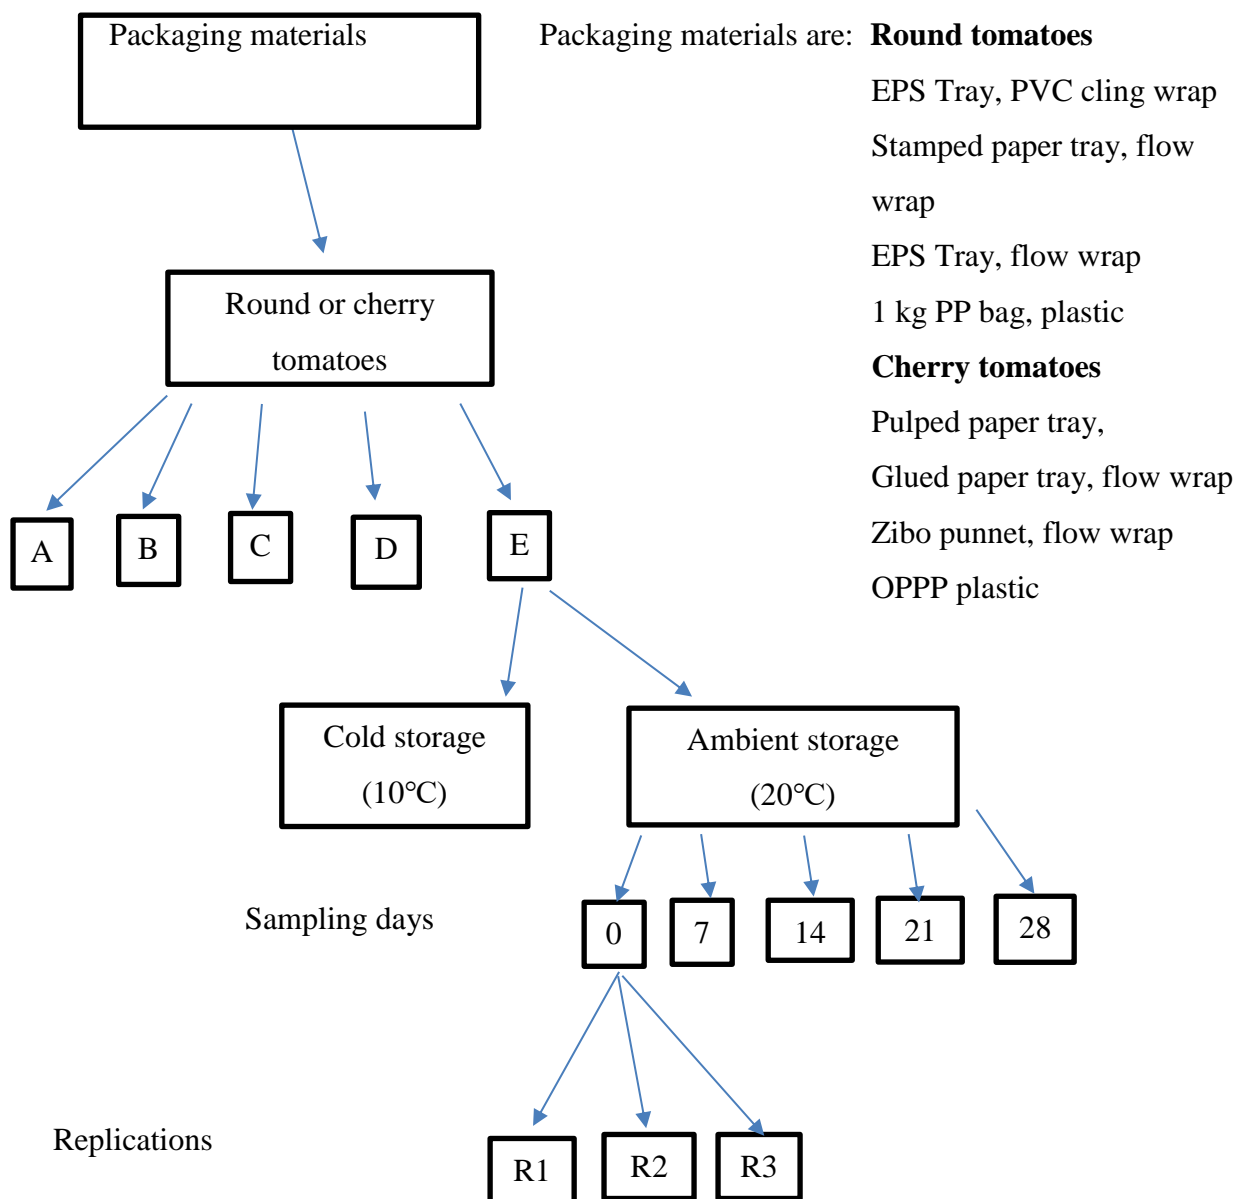 Packaging materials
Packaging materials are: Round tomatoes
EPS Tray, PVC cling wrap
Stamped paper tray, flow
wrap
EPS Tray, flow wrap
1 kg PP bag, plastic
Cherry tomatoes
Pulped paper tray,
Glued paper tray, flow wrap
Zibo punnet, flow wrap
OPPP plastic
Round or cherry
tomatoes
A B C D E
Cold storage
(10°C)
Ambient storage
(20°C)
Sampling days
0 7 14 21 28
Replications
R1 R2 R3